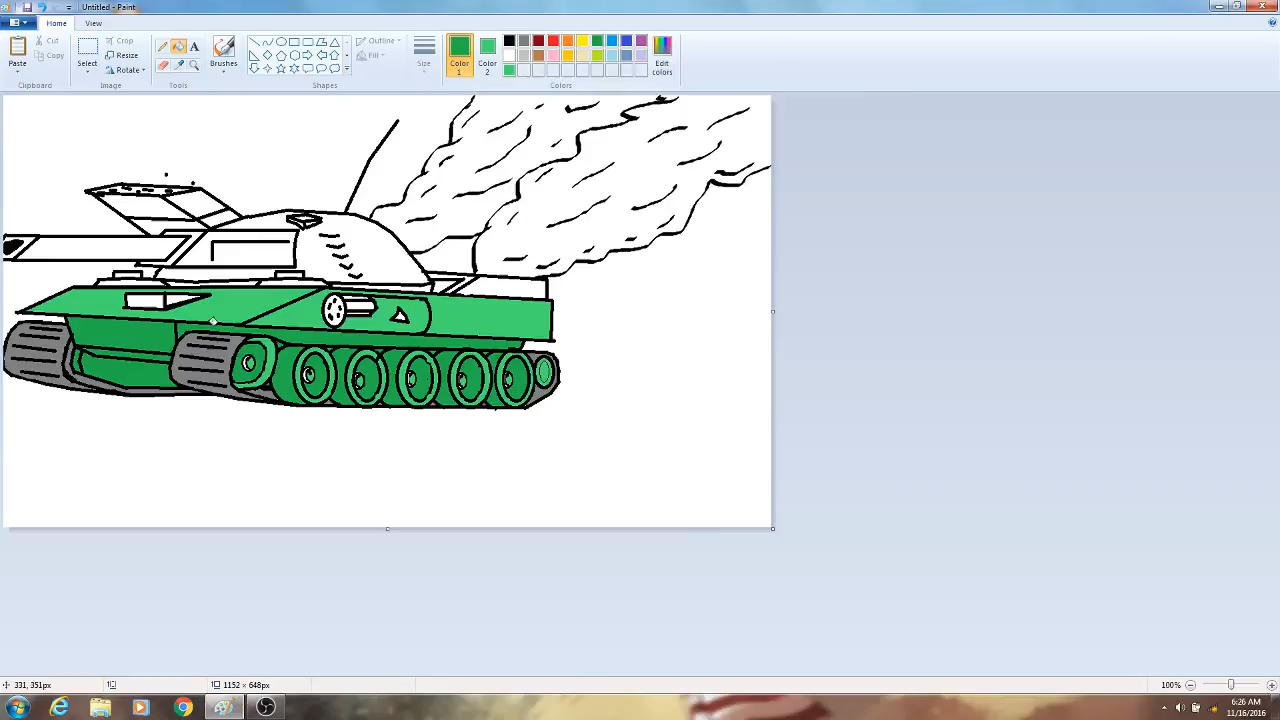 Untitled - Paint
Home
View
Paste
Cut
Copy
Clipboard
Select
Crop
Resize
Rotate
Image
Tools
Brushes
Shapes
Outline
Fill
Size
Color 1
Color 2
Edit colors
Colors
331, 351px
1152 × 648px
100%
6:26 AM
11/16/2016